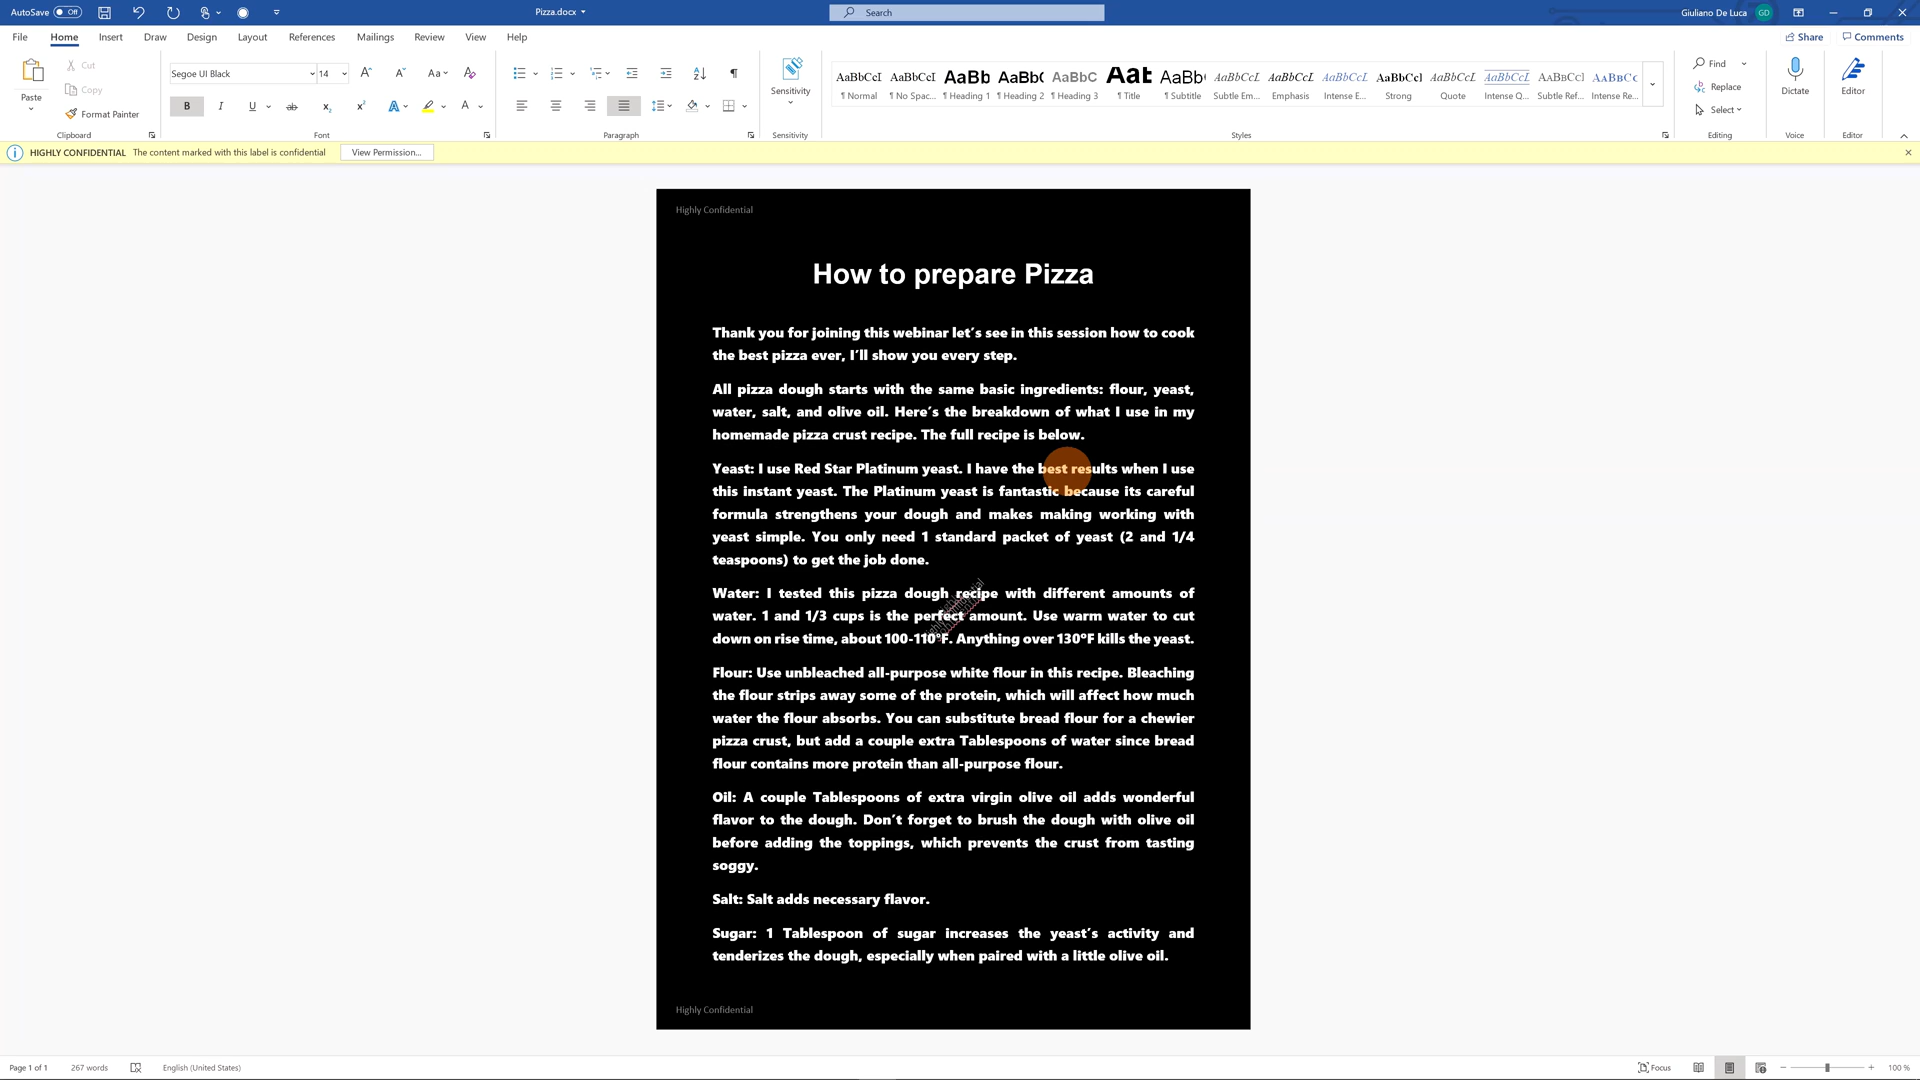 AutoSave Off
Pizza.docx
Search
Giuliano De Luca GD
File Home Insert Draw Design Layout References Mailings Review View Help
Share Comments
Paste
Cut
Copy
Format Painter
Clipboard
Segoe UI Black 14
Font
Paragraph
Sensitivity
Sensitivity
AaBbCcI AaBbCcI AaBb AaBb( AaBbC Aat AaBb AaBbCcL AaBbCcL AaBbCcL AaBbCcl AaBbCcL AaBbCcL AaBbCcI AaBbCc
¶ Normal ¶ No Spac... ¶ Heading 1 ¶ Heading 2 ¶ Heading 3 ¶ Title ¶ Subtitle Subtle Em... Emphasis Intense E... Strong Quote Intense Q... Subtle Ref... Intense Re...
Styles
Find
Replace
Select
Editing
Dictate
Voice
Editor
Editor
HIGHLY CONFIDENTIAL The content marked with this label is confidential View Permission...
Highly Confidential
How to prepare Pizza
Thank you for joining this webinar let's see in this session how to cook
the best pizza ever, I'll show you every step.
All pizza dough starts with the same basic ingredients: flour, yeast,
water, salt, and olive oil. Here's the breakdown of what I use in my
homemade pizza crust recipe. The full recipe is below.
Yeast: I use Red Star Platinum yeast. I have the best results when I use
this instant yeast. The Platinum yeast is fantastic because its careful
formula strengthens your dough and makes making working with
yeast simple. You only need 1 standard packet of yeast (2 and 1/4
teaspoons) to get the job done.
Water: I tested this pizza dough recipe with different amounts of
water. 1 and 1/3 cups is the perfect amount. Use warm water to cut
down on rise time, about 100-110°F. Anything over 130°F kills the yeast.
Flour: Use unbleached all-purpose white flour in this recipe. Bleaching
the flour strips away some of the protein, which will affect how much
water the flour absorbs. You can substitute bread flour for a chewier
pizza crust, but add a couple extra Tablespoons of water since bread
flour contains more protein than all-purpose flour.
Oil: A couple Tablespoons of extra virgin olive oil adds wonderful
flavor to the dough. Don't forget to brush the dough with olive oil
before adding the toppings, which prevents the crust from tasting
soggy.
Salt: Salt adds necessary flavor.
Sugar: 1 Tablespoon of sugar increases the yeast's activity and
tenderizes the dough, especially when paired with a little olive oil.
Highly Confidential
Page 1 of 1 267 words English (United States)
Focus 100 %